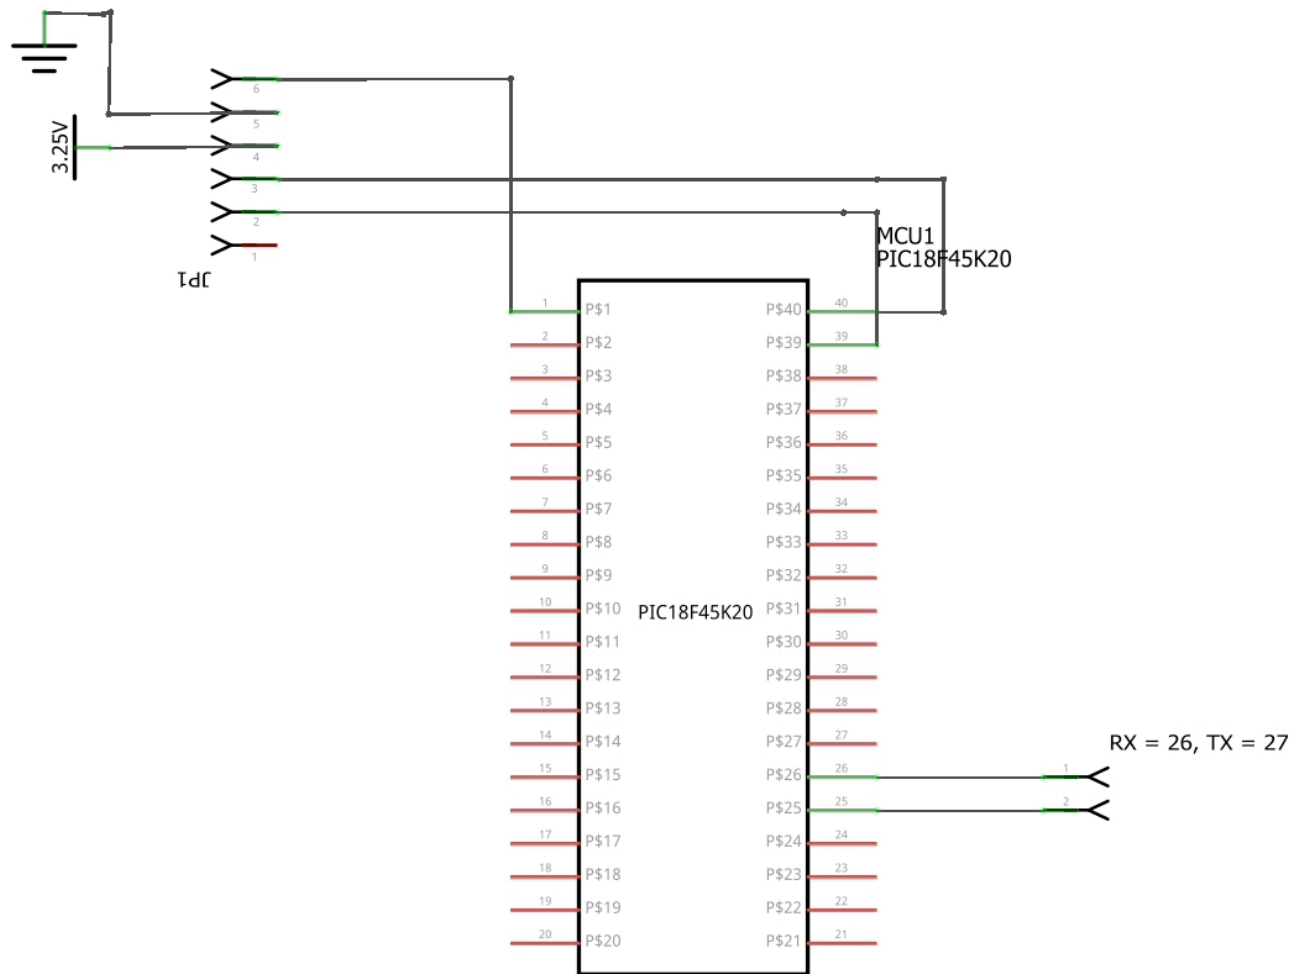 3.25V
6
5
4
3
2
1
JP1
MCU1
PIC18F45K20
1 P$1 P$40 40
2 P$2 P$39 39
3 P$3 P$38 38
4 P$4 P$37 37
5 P$5 P$36 36
6 P$6 P$35 35
7 P$7 P$34 34
8 P$8 P$33 33
9 P$9 P$32 32
10 P$10 PIC18F45K20 P$31 31
11 P$11 P$30 30
12 P$12 P$29 29
13 P$13 P$28 28
14 P$14 P$27 27
RX = 26, TX = 27
15 P$15 P$26 26 1
16 P$16 P$25 25 2
17 P$17 P$24 24
18 P$18 P$23 23
19 P$19 P$22 22
20 P$20 P$21 21